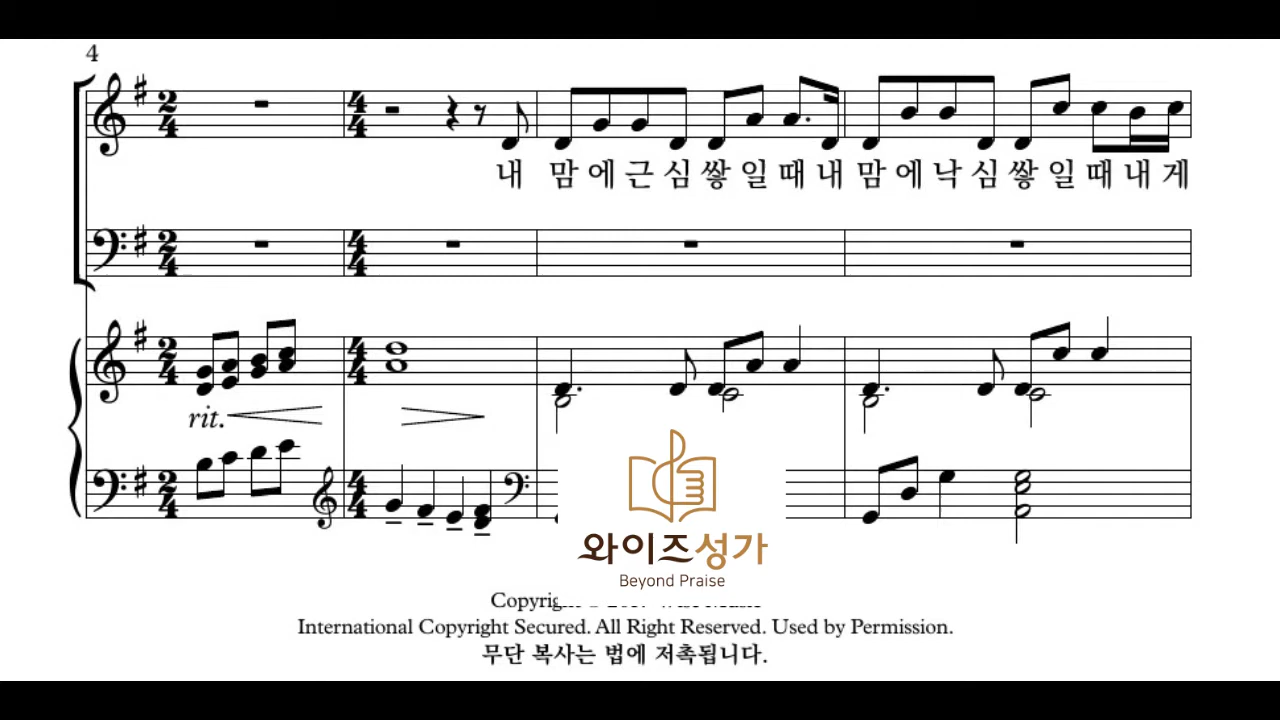 4
내 맘 에 근 심 쌓 일 때 내 맘 에 낙 심 쌓 일 때 내 게
rit.
와이즈성가
Beyond Praise
International Copyright Secured. All Right Reserved. Used by Permission.
무단 복사는 법에 저촉됩니다.